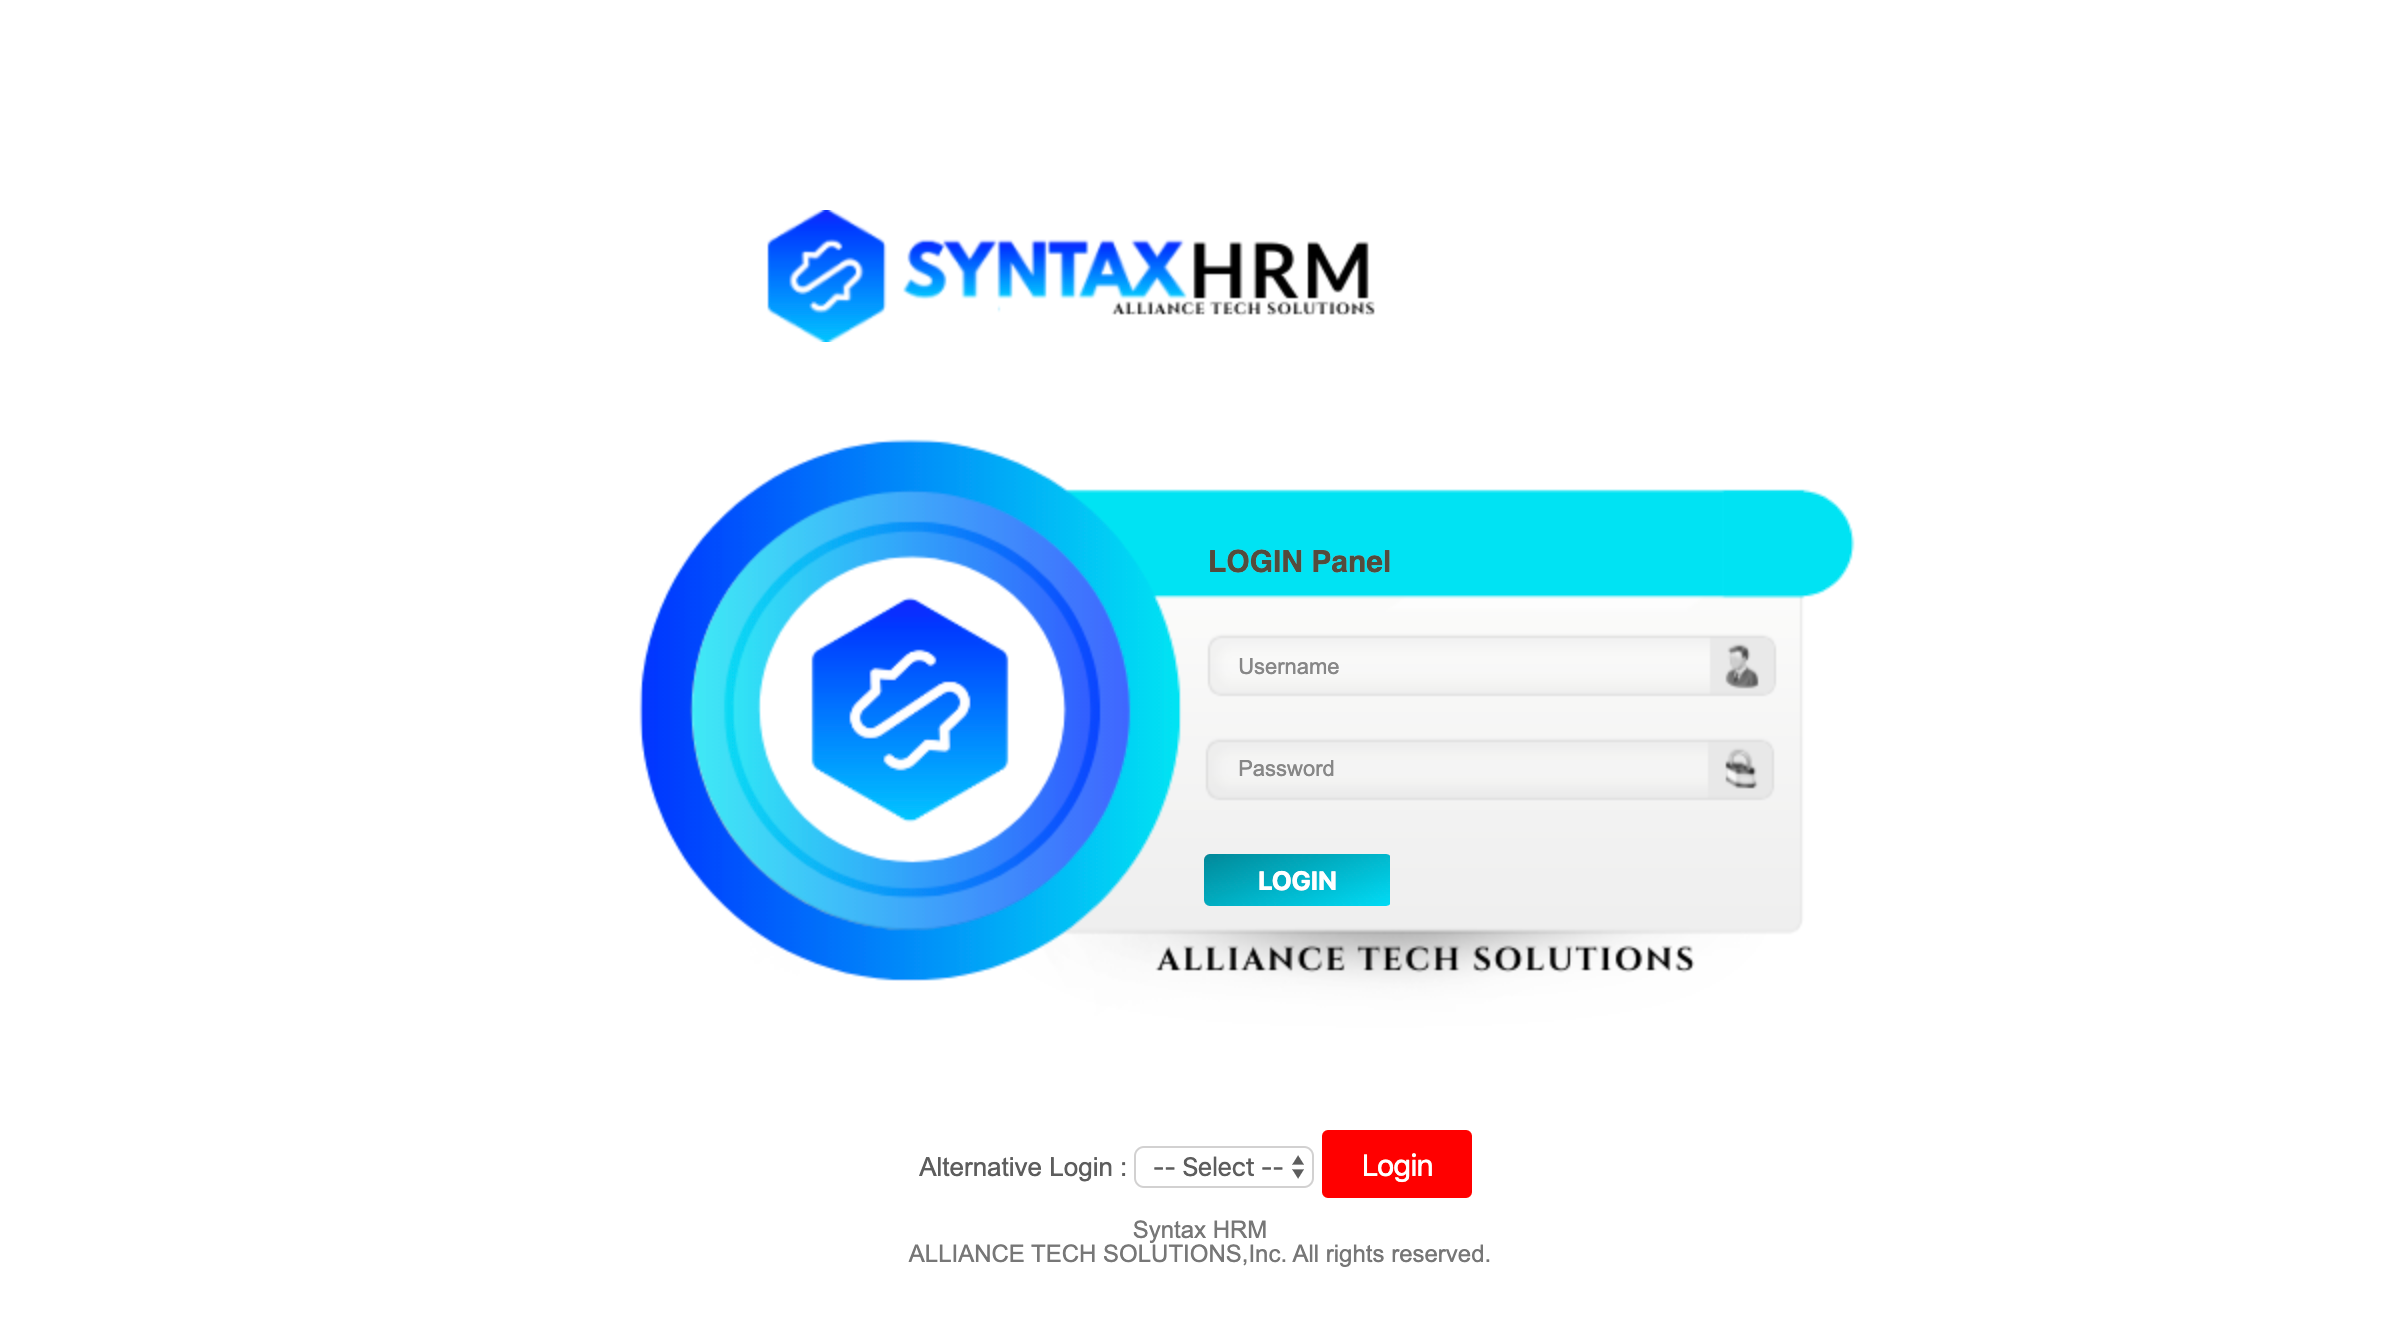 SYNTAXHRM
ALLIANCE TECH SOLUTIONS
LOGIN Panel
Username
Password
LOGIN
ALLIANCE TECH SOLUTIONS
Alternative Login : -- Select -- Login
Syntax HRM
ALLIANCE TECH SOLUTIONS,Inc. All rights reserved.